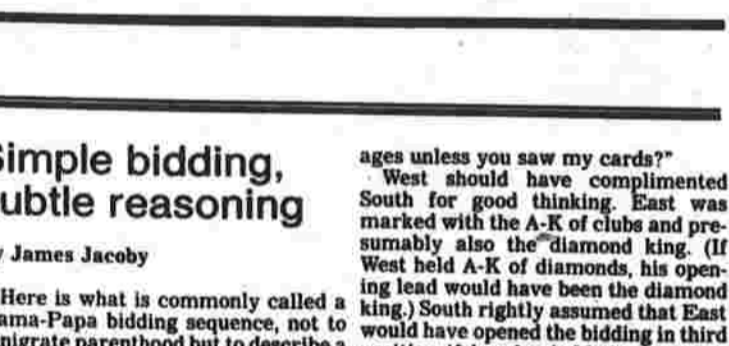 imple bidding,
ubtle reasoning
James Jacoby
Here is what is commonly called a
ama-Papa bidding sequence, not to
nigrate parenthood but to describe a
ages unless you saw my cards?"
West should have complimented
South for good thinking. East was
marked with the A-K of clubs and pre-
sumably also the diamond king. (If
West held A-K of diamonds, his open-
ing lead would have been the diamond
king.) South rightly assumed that East
would have opened the bidding in third